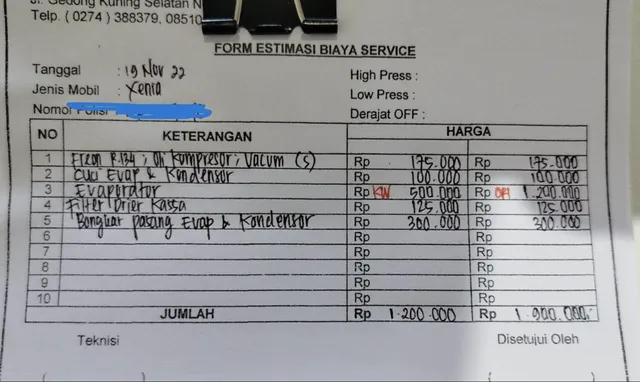 Jl. Gedong Kuning Selatan N
Telp. ( 0274 ) 388379, 08510
FORM ESTIMASI BIAYA SERVICE
Tanggal : 19 Nov 22
High Press :
Jenis Mobil : Xenia
Low Press :
Nomor Polisi
Derajat OFF :
NO KETERANGAN HARGA
1 Freon R.134 ; Oli Kompresor ; Vacum (s) Rp 175.000 Rp 175.000
2 Cuci Evap & Kondensor Rp 100.000 Rp 100.000
3 Evaporator Rp KW 500.000 Rp ORI 1.200.000
4 Filter Drier Kassa Rp 125.000 Rp 125.000
5 Bongkar pasang Evap & Kondensor Rp 300.000 Rp 300.000
6 Rp Rp
7 Rp Rp
8 Rp Rp
9 Rp Rp
10 Rp Rp
JUMLAH Rp 1.200.000 Rp 1.900.000,-
Teknisi Disetujui Oleh
( ) ( )